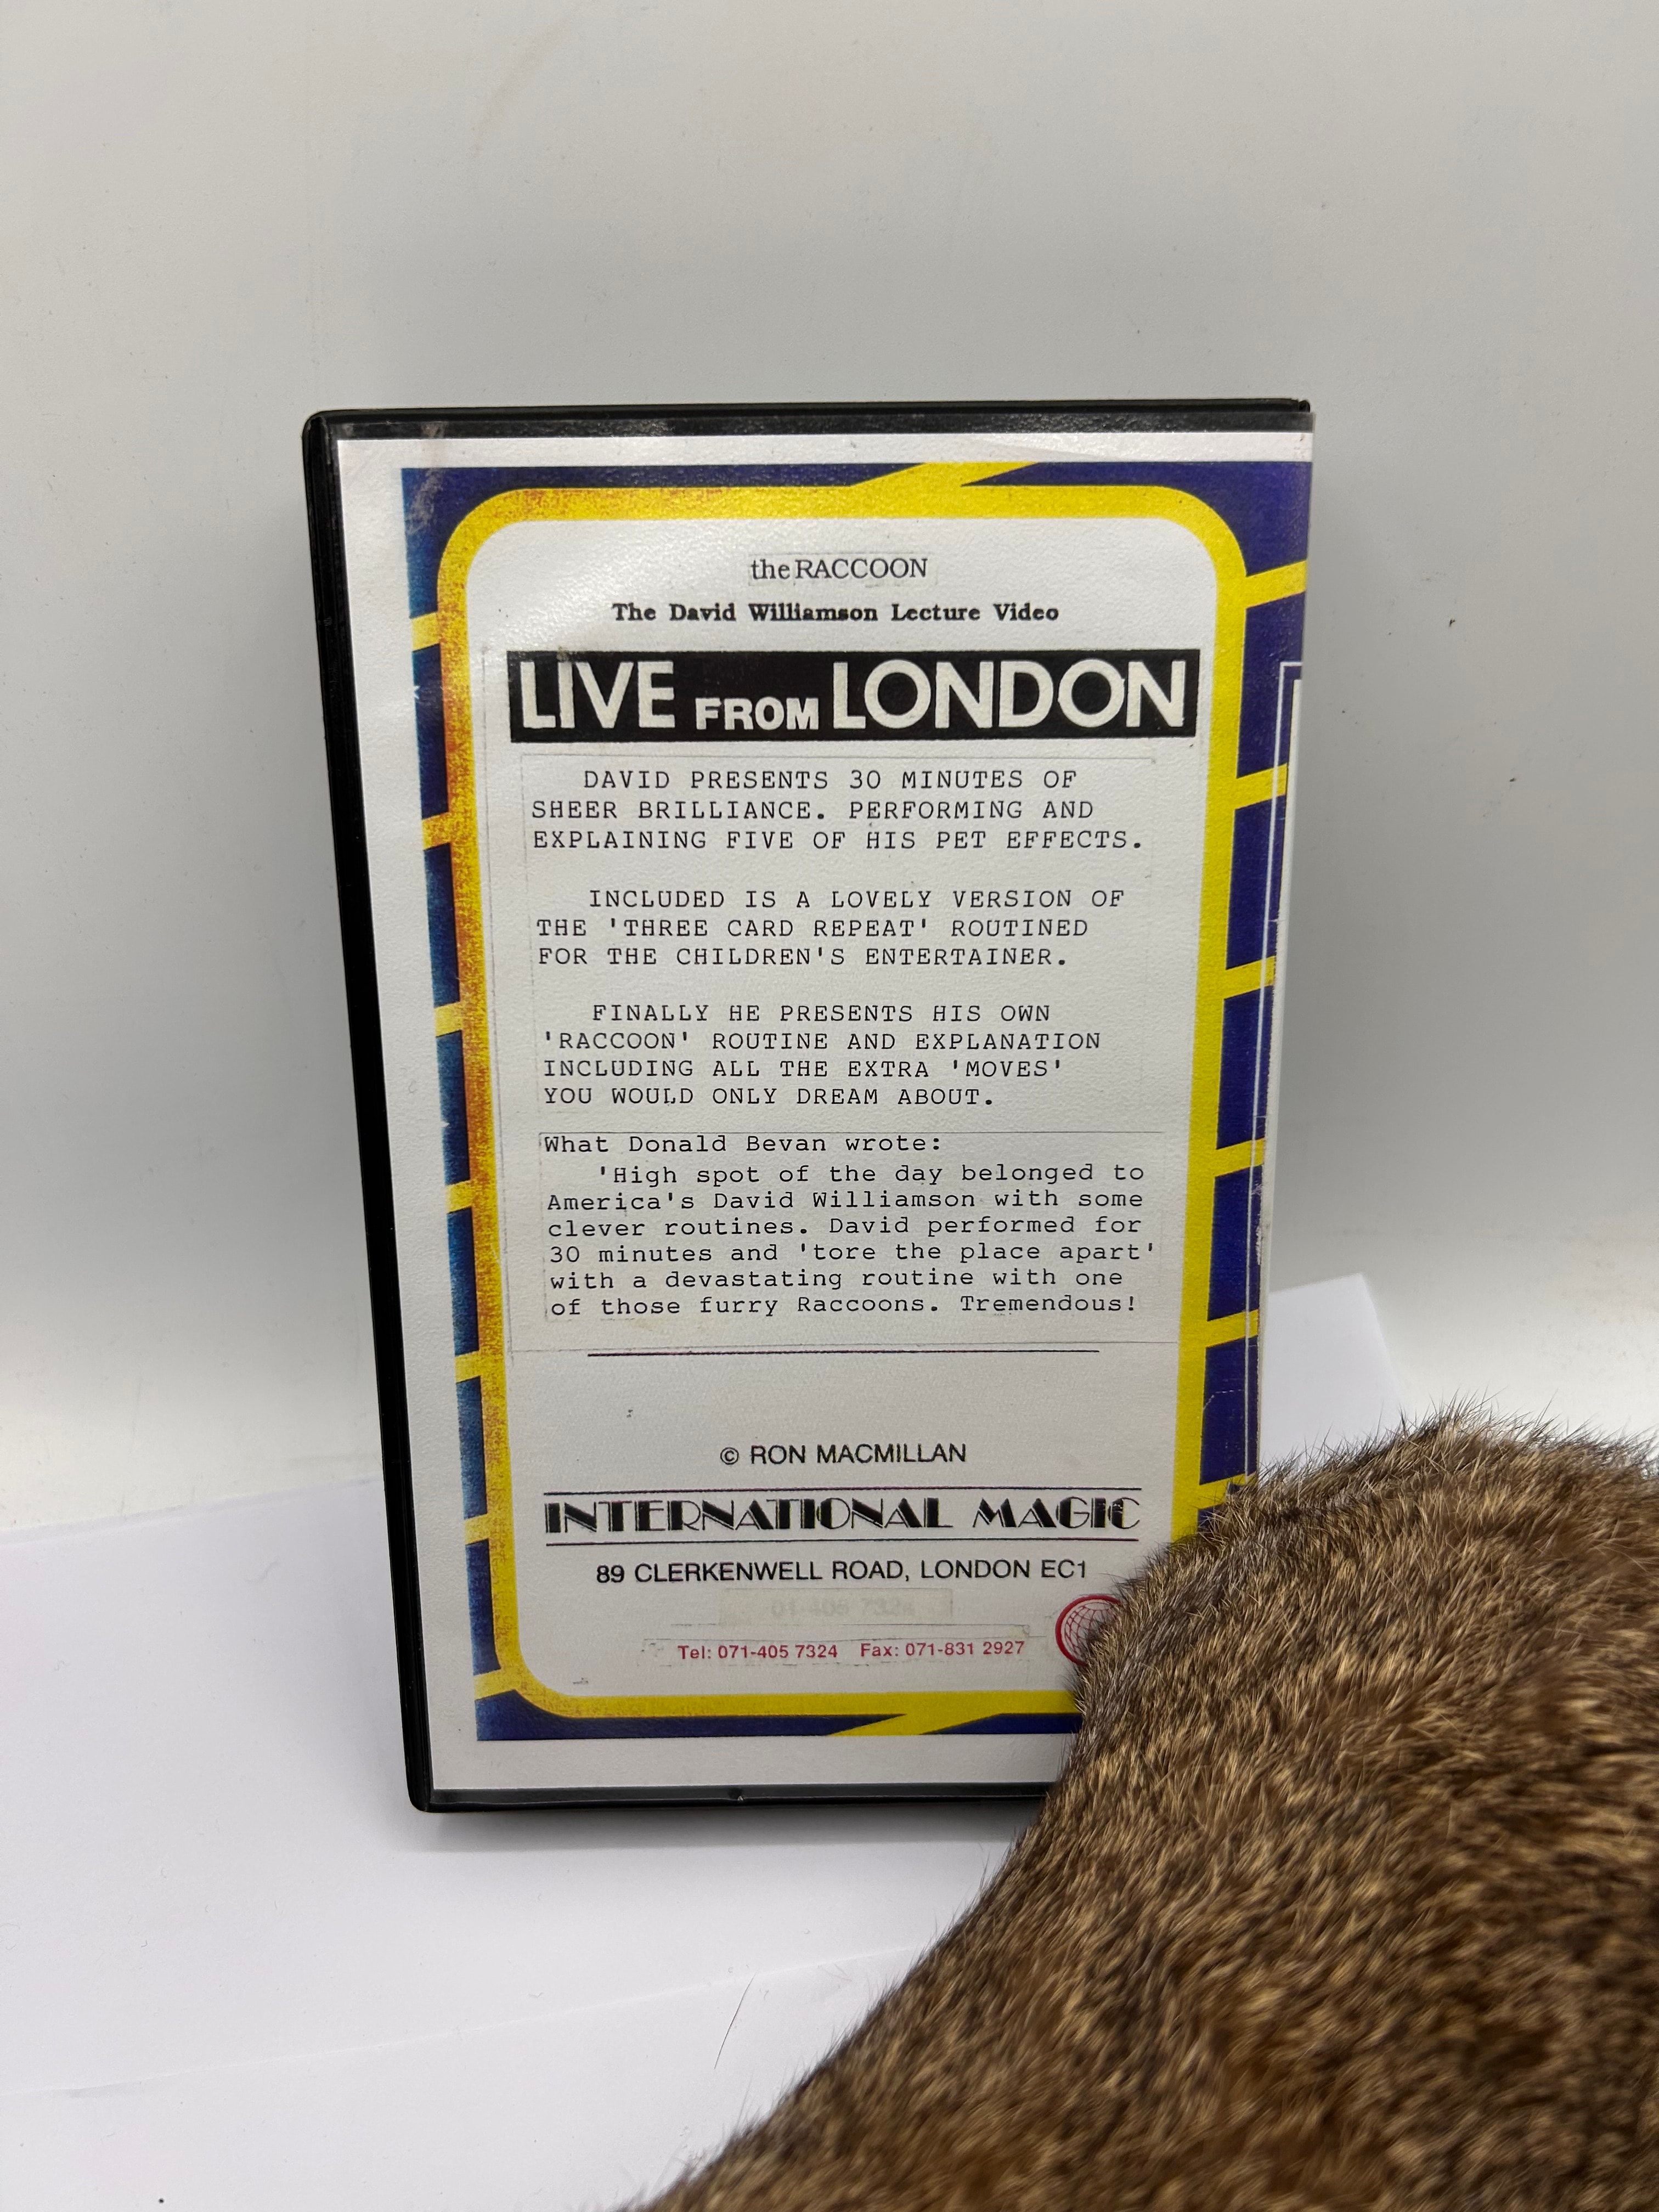 the RACCOON
The David Williamson Lecture Video
LIVE FROM LONDON
DAVID PRESENTS 30 MINUTES OF
SHEER BRILLIANCE. PERFORMING AND
EXPLAINING FIVE OF HIS PET EFFECTS.
INCLUDED IS A LOVELY VERSION OF
THE 'THREE CARD REPEAT' ROUTINED
FOR THE CHILDREN'S ENTERTAINER.
FINALLY HE PRESENTS HIS OWN
'RACCOON' ROUTINE AND EXPLANATION
INCLUDING ALL THE EXTRA 'MOVES'
YOU WOULD ONLY DREAM ABOUT.
What Donald Bevan wrote:
'High spot of the day belonged to
America's David Williamson with some
clever routines. David performed for
30 minutes and 'tore the place apart'
with a devastating routine with one
of those furry Raccoons. Tremendous!
© RON MACMILLAN
INTERNATIONAL MAGIC
89 CLERKENWELL ROAD, LONDON EC1
Tel: 071-405 7324 Fax: 071-831 2927